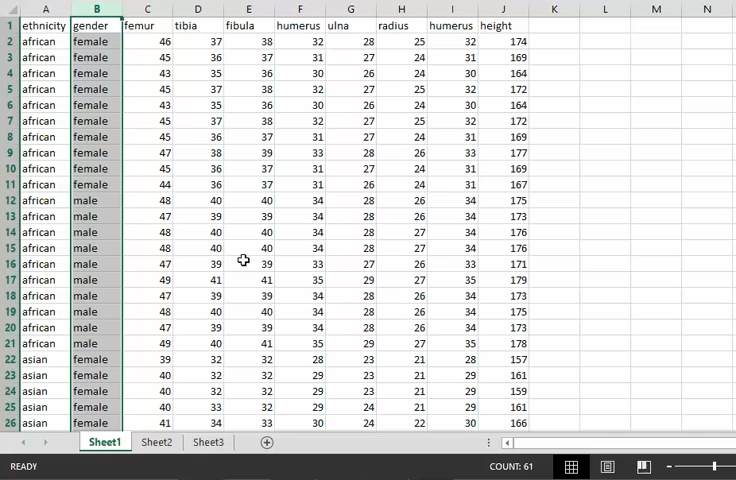 A B C D E F G H I J K L M N
1 ethnicity gender femur tibia fibula humerus ulna radius humerus height
2 african female 46 37 38 32 28 25 32 174
3 african female 45 36 37 31 27 24 31 169
4 african female 43 35 36 30 26 24 30 164
5 african female 45 37 38 32 27 25 32 172
6 african female 43 35 36 30 26 24 30 164
7 african female 45 37 38 32 27 25 32 172
8 african female 45 36 37 31 27 24 31 169
9 african female 47 38 39 33 28 26 33 177
10 african female 45 36 37 31 27 24 31 169
11 african female 44 36 37 31 26 24 31 167
12 african male 48 40 40 34 28 26 34 175
13 african male 47 39 39 34 28 26 34 173
14 african male 48 40 40 34 28 27 34 176
15 african male 48 40 40 34 28 27 34 176
16 african male 47 39 39 33 27 26 33 171
17 african male 49 41 41 35 29 27 35 179
18 african male 47 39 39 34 28 26 34 173
19 african male 48 40 40 34 28 26 34 175
20 african male 47 39 39 34 28 26 34 173
21 african male 49 40 41 35 29 27 35 178
22 asian female 39 32 32 28 23 21 28 157
23 asian female 40 32 32 29 23 21 29 161
24 asian female 40 32 32 29 23 21 29 159
25 asian female 40 33 32 29 24 21 29 161
26 asian female 41 34 33 30 24 22 30 166
Sheet1 Sheet2 Sheet3
READY COUNT: 61